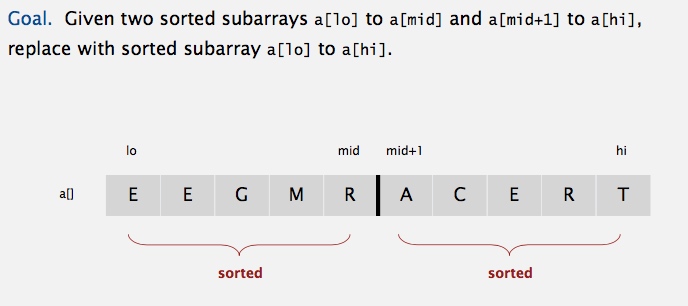 Goal. Given two sorted subarrays a[lo] to a[mid] and a[mid+1] to a[hi],
replace with sorted subarray a[lo] to a[hi].
lo mid mid+1 hi
a[] E E G M R A C E R T
sorted sorted